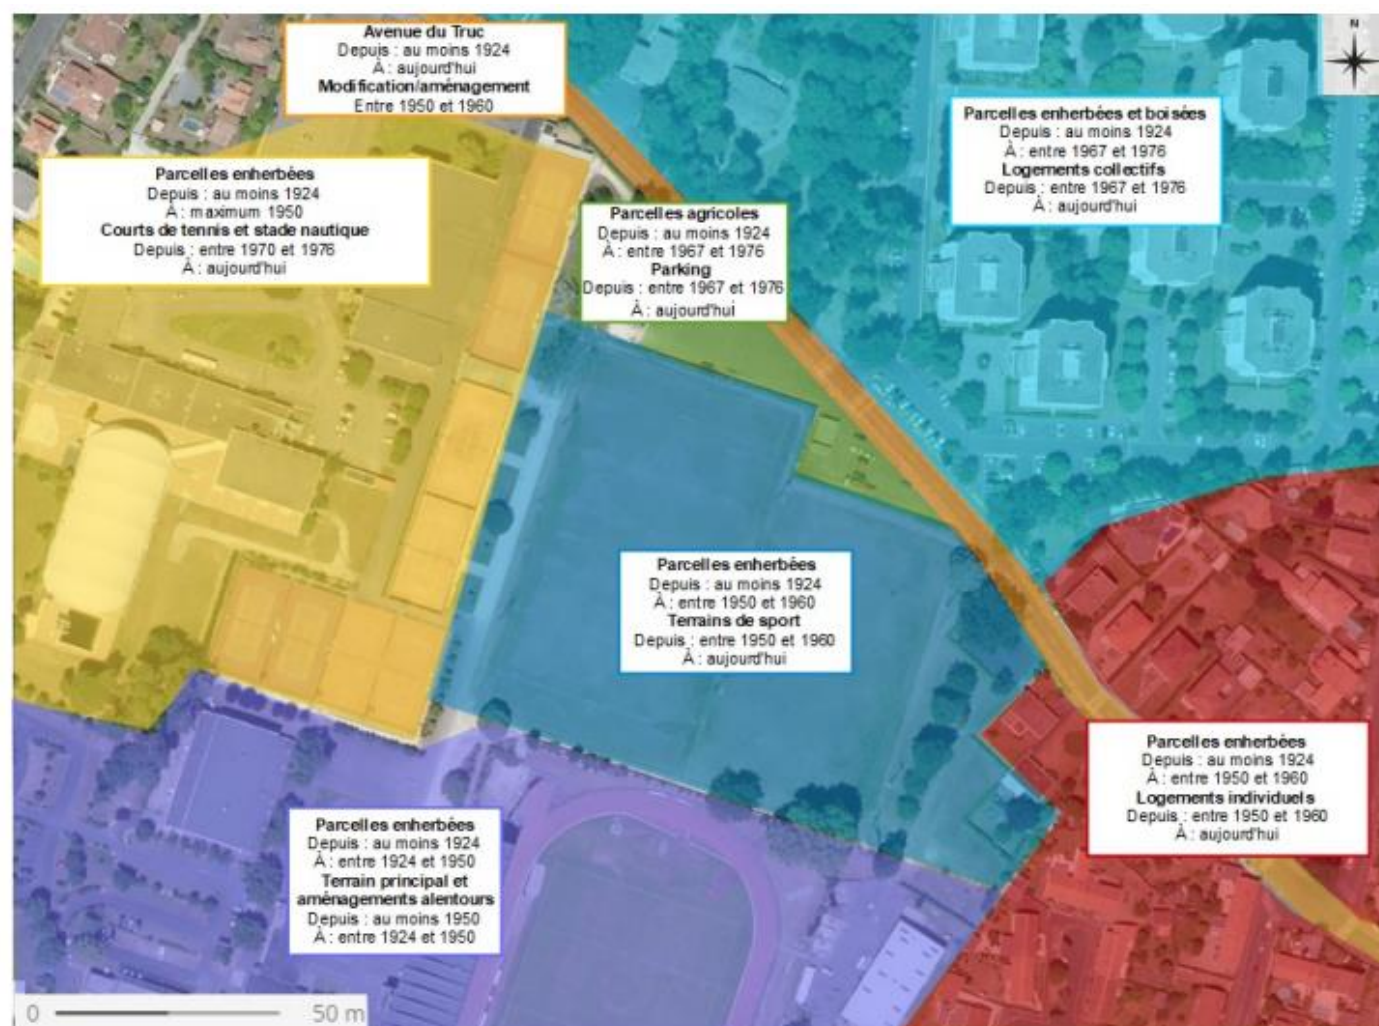 Avenue du Truc
Depuis : au moins 1924
À : aujourd'hui
Modification/aménagement
Entre 1950 et 1960
N
Parcelles enherbées et boisées
Depuis : au moins 1924
À : entre 1967 et 1976
Logements collectifs
Depuis : entre 1967 et 1976
À : aujourd'hui
Parcelles enherbées
Depuis : au moins 1924
À : maximum 1950
Courts de tennis et stade nautique
Depuis : entre 1970 et 1976
À : aujourd'hui
Parcelles agricoles
Depuis : au moins 1924
À : entre 1967 et 1976
Parking
Depuis : entre 1967 et 1976
À : aujourd'hui
Parcelles enherbées
Depuis : au moins 1924
À : entre 1950 et 1960
Terrains de sport
Depuis : entre 1950 et 1960
À : aujourd'hui
Parcelles enherbées
Depuis : au moins 1924
À : entre 1950 et 1960
Logements individuels
Depuis : entre 1950 et 1960
À : aujourd'hui
Parcelles enherbées
Depuis : au moins 1924
À : entre 1924 et 1950
Terrain principal et
aménagements alentours
Depuis : au moins 1950
À : entre 1924 et 1950
0 50 m